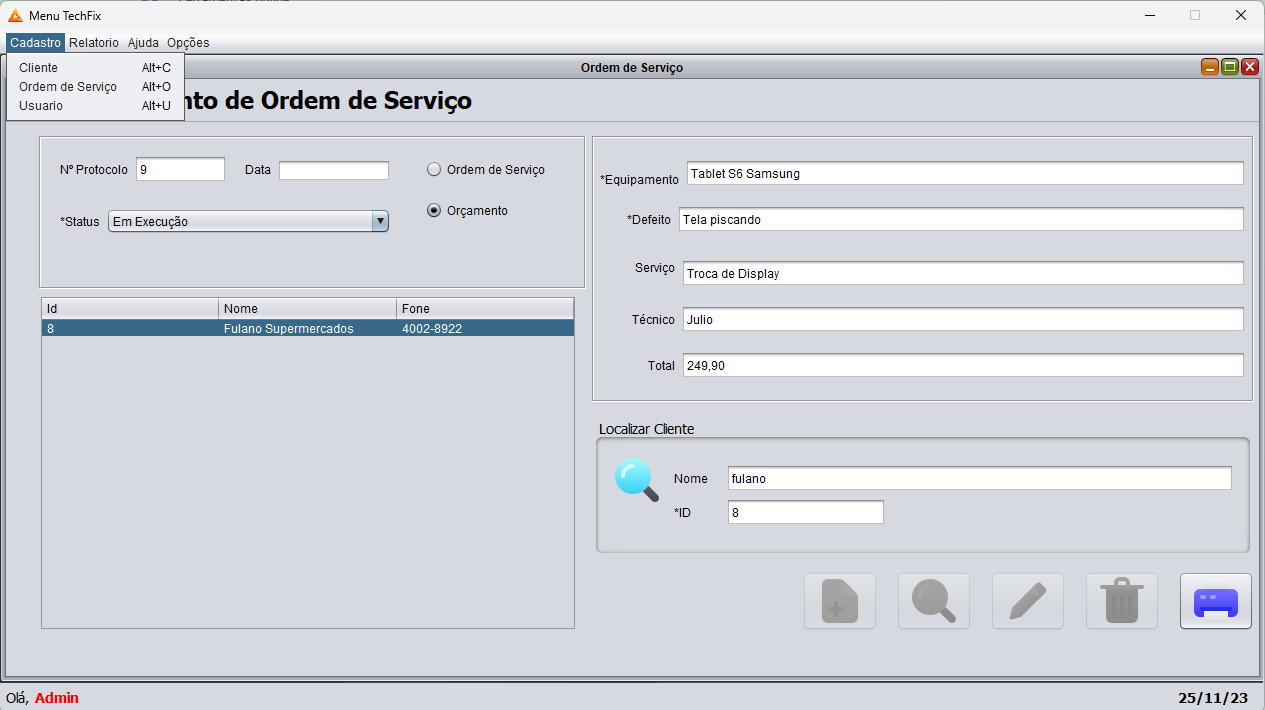 Menu TechFix
Cadastro Relatorio Ajuda Opções
Cliente Alt+C
Ordem de Serviço Alt+O
Usuario Alt+U
Ordem de Serviço
nto de Ordem de Serviço
Nº Protocolo 9 Data
Ordem de Serviço
*Status Em Execução
Orçamento
Id Nome Fone
8 Fulano Supermercados 4002-8922
*Equipamento Tablet S6 Samsung
*Defeito Tela piscando
Serviço Troca de Display
Técnico Julio
Total 249,90
Localizar Cliente
Nome fulano
*ID 8
Olá, Admin
25/11/23